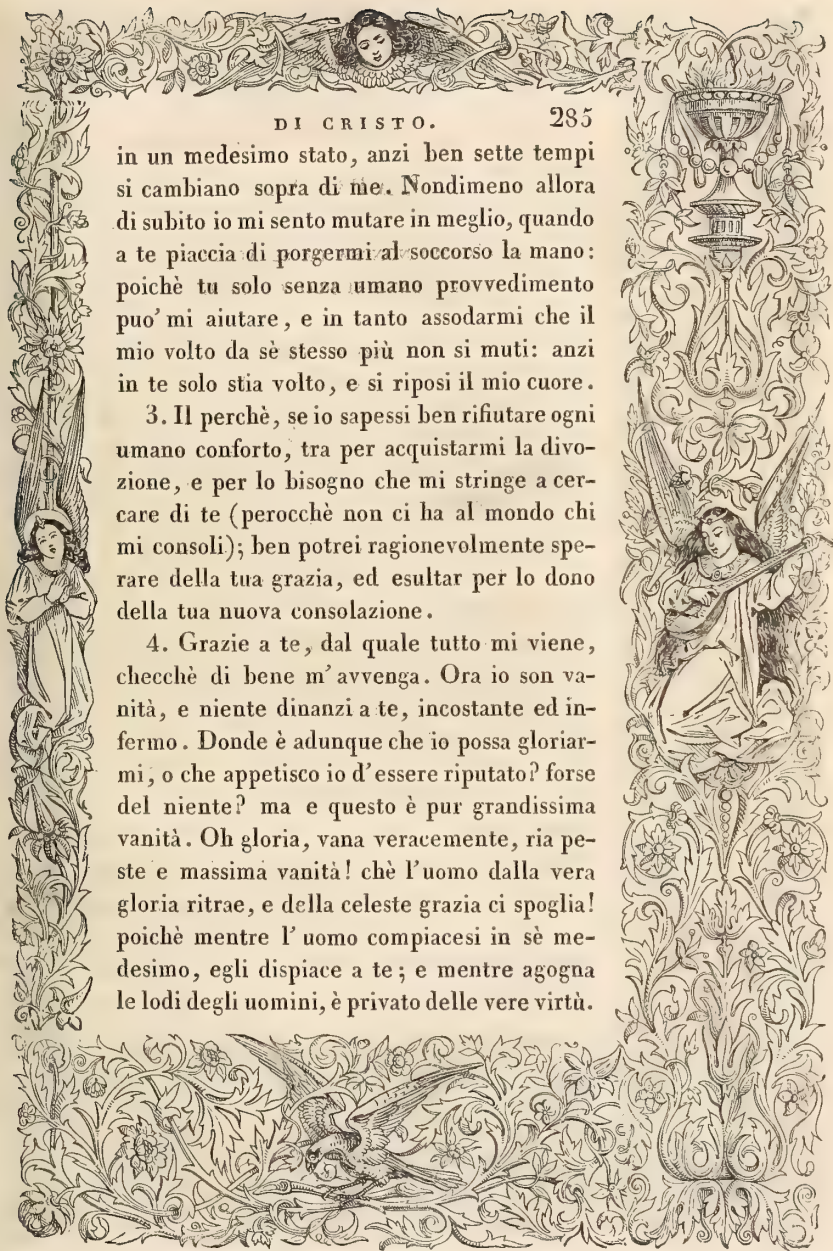 DI CRISTO. 285
in un medesimo stato, anzi ben sette tempi
si cambiano sopra di me. Nondimeno allora
di subito io mi sento mutare in meglio, quando
a te piaccia di porgermi al soccorso la mano:
poichè tu solo senza umano provvedimento
puo' mi aiutare, e in tanto assodarmi che il
mio volto da sè stesso più non si muti: anzi
in te solo stia volto, e si riposi il mio cuore.
3. Il perchè, se io sapessi ben rifiutare ogni
umano conforto, tra per acquistarmi la divo-
zione, e per lo bisogno che mi stringe a cer-
care di te (perocchè non ci ha al mondo chi
mi consoli); ben potrei ragionevolmente spe-
rare della tua grazia, ed esultar per lo dono
della tua nuova consolazione.
4. Grazie a te, dal quale tutto mi viene,
checchè di bene m' avvenga. Ora io son va-
nità, e niente dinanzi a te, incostante ed in-
fermo. Donde è adunque che io possa gloriar-
mi, o che appetisco io d' essere riputato? forse
del niente? ma e questo è pur grandissima
vanità. Oh gloria, vana veracemente, ria pe-
ste e massima vanità! chè l' uomo dalla vera
gloria ritrae, e della celeste grazia ci spoglia!
poichè mentre l' uomo compiacesi in sè me-
desimo, egli dispiace a te; e mentre agogna
le lodi degli uomini, è privato delle vere virtù.